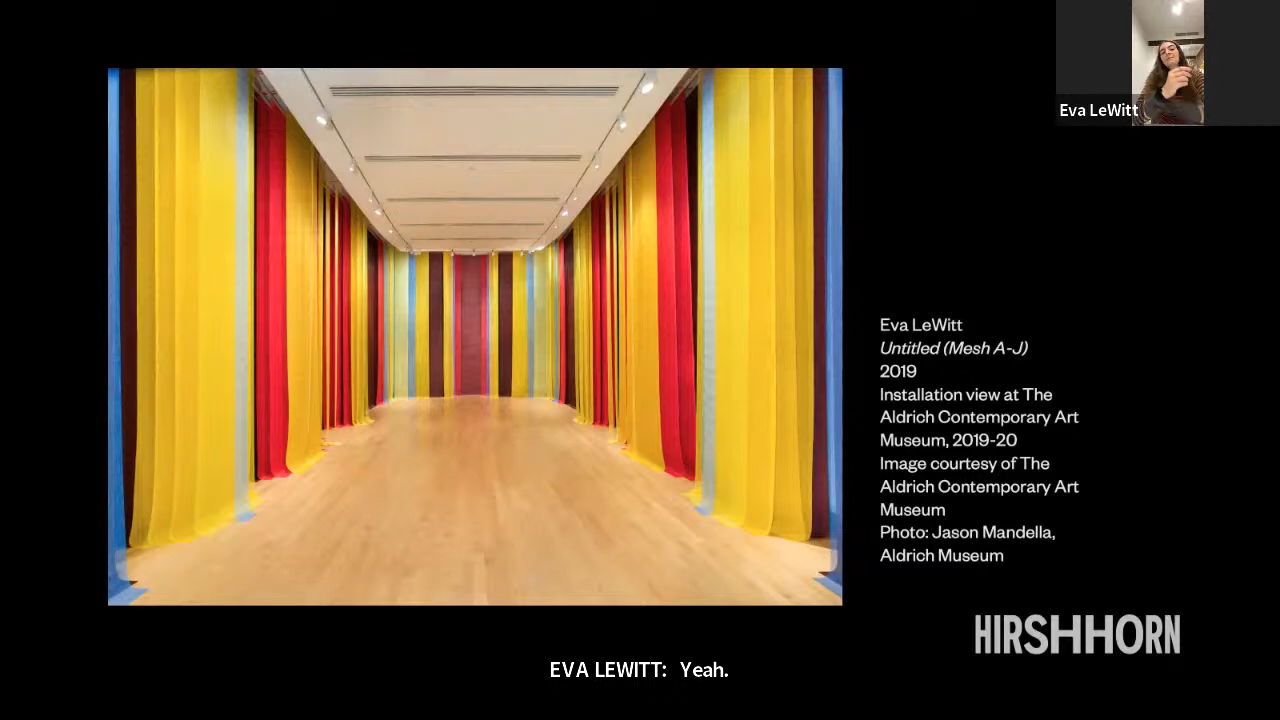 Eva LeWitt
Eva LeWitt
Untitled (Mesh A-J)
2019
Installation view at The
Aldrich Contemporary Art
Museum, 2019-20
Image courtesy of The
Aldrich Contemporary Art
Museum
Photo: Jason Mandella,
Aldrich Museum
HIRSHHORN
EVA LEWITT: Yeah.